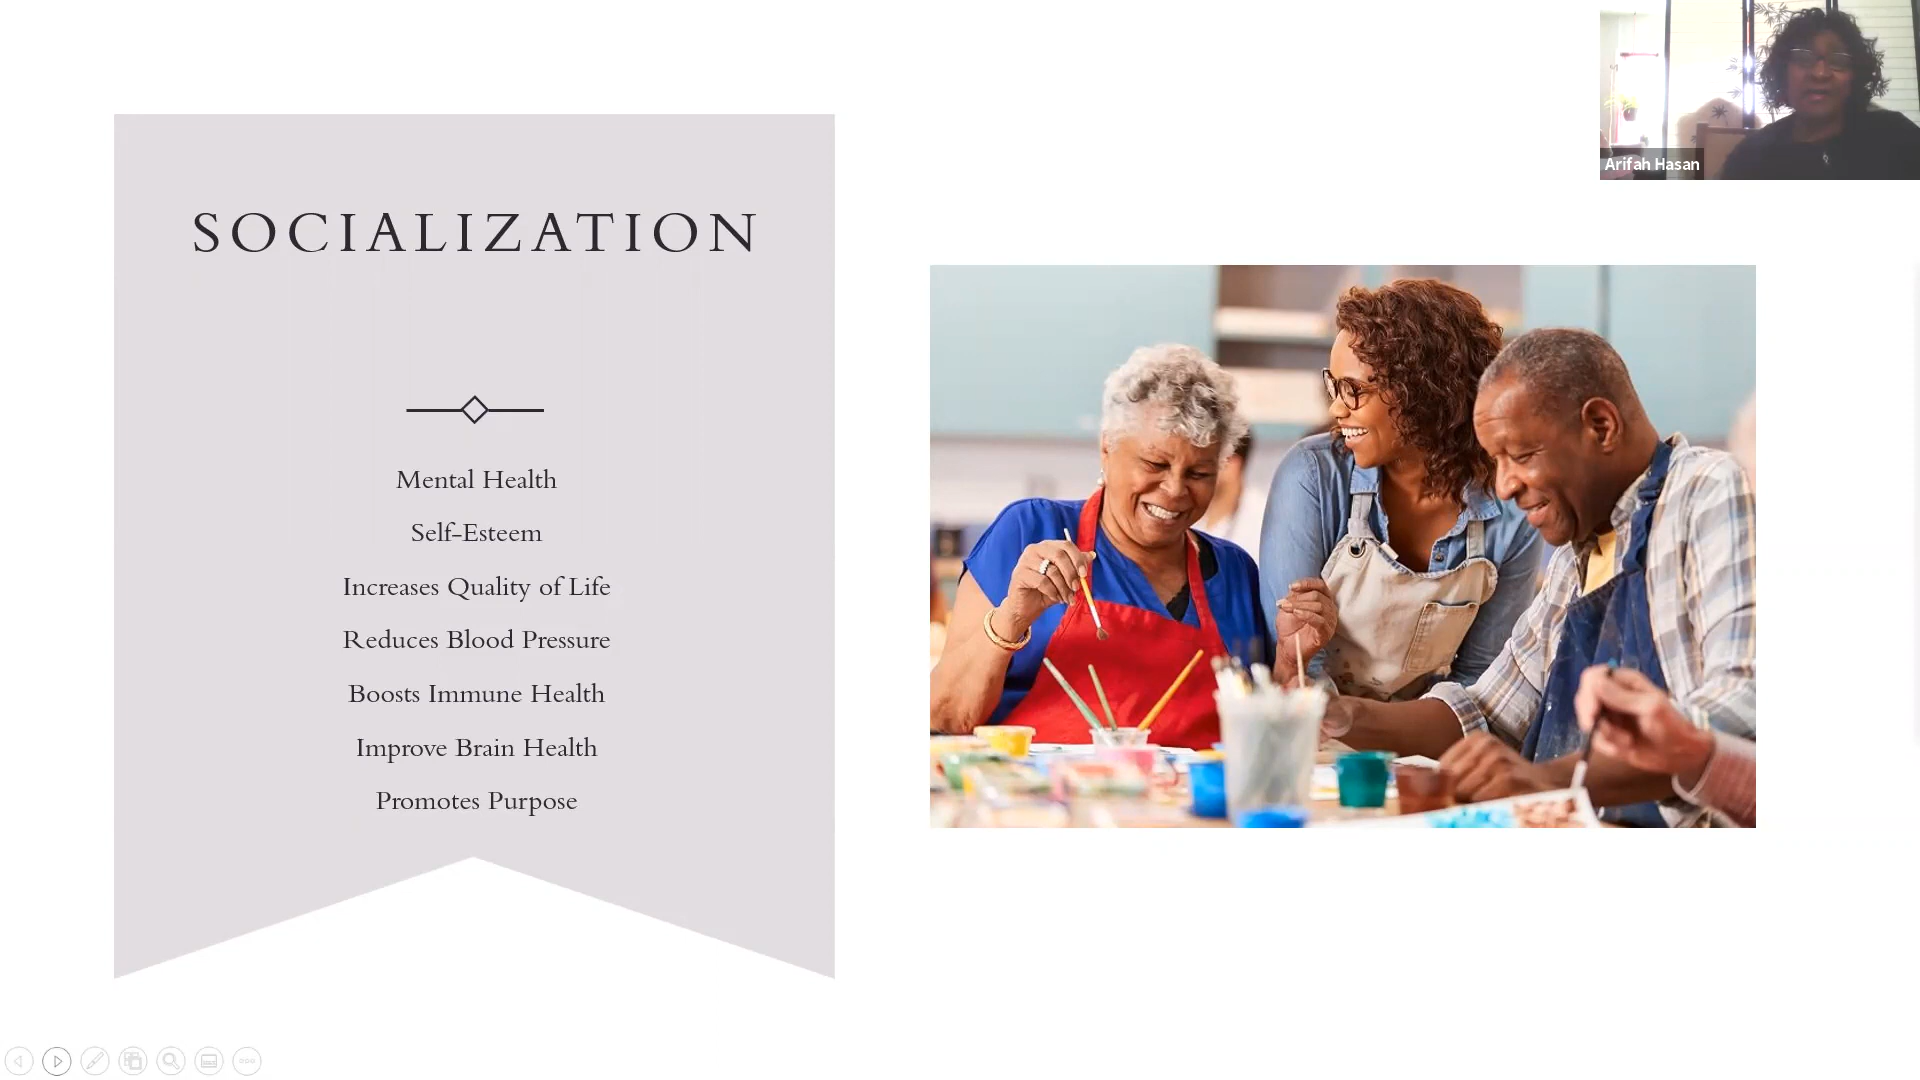 Arifah Hasan
SOCIALIZATION
Mental Health
Self-Esteem
Increases Quality of Life
Reduces Blood Pressure
Boosts Immune Health
Improve Brain Health
Promotes Purpose